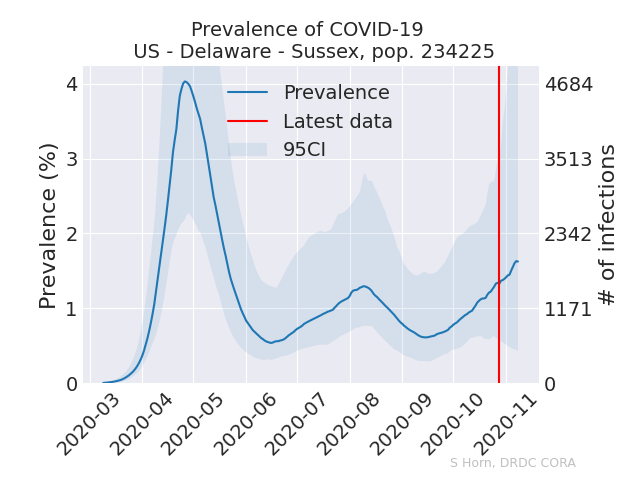 Prevalence of COVID-19
US - Delaware - Sussex, pop. 234225
Prevalence (%)
4
3
2
1
0
Prevalence
Latest data
95CI
4684
3513
2342
1171
0
# of infections
2020-03
2020-04
2020-05
2020-06
2020-07
2020-08
2020-09
2020-10
2020-11
S Horn, DRDC CORA